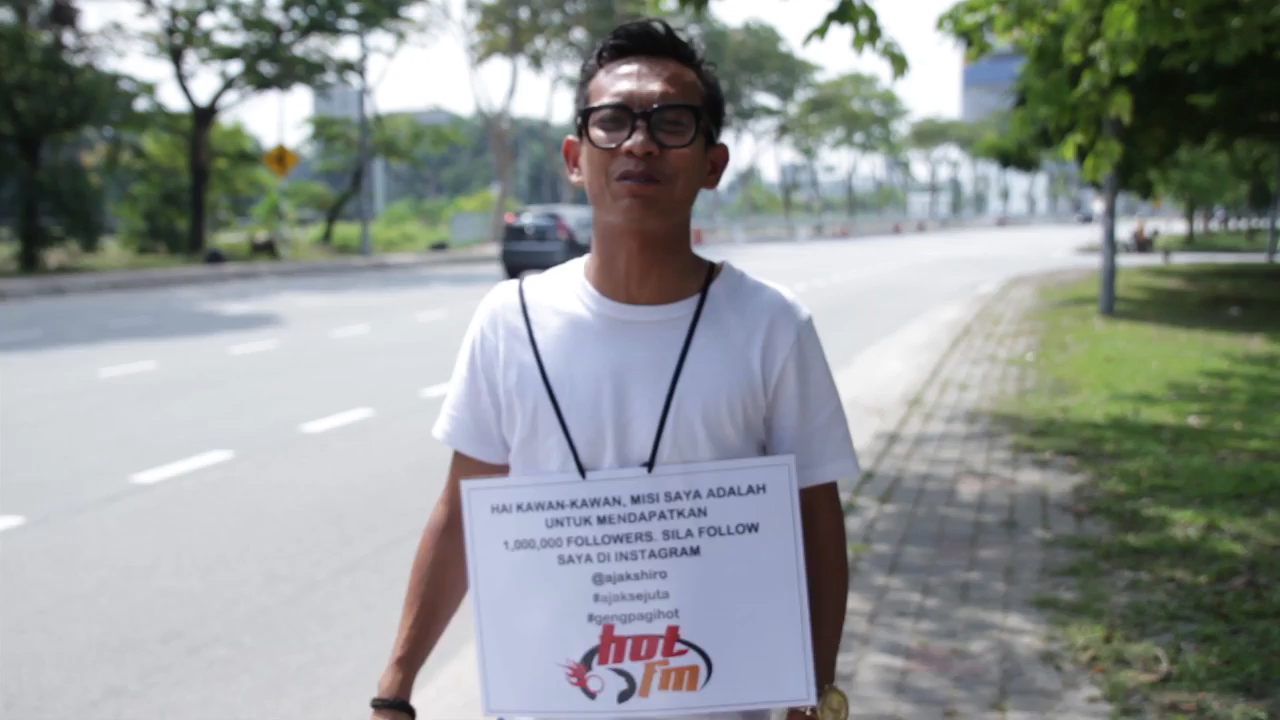 HAI KAWAN-KAWAN, MISI SAYA ADALAH
UNTUK MENDAPATKAN
1,000,000 FOLLOWERS. SILA FOLLOW
SAYA DI INSTAGRAM
@ajakshiro
#ajaksejuta
#gengpagihot
hot
fm